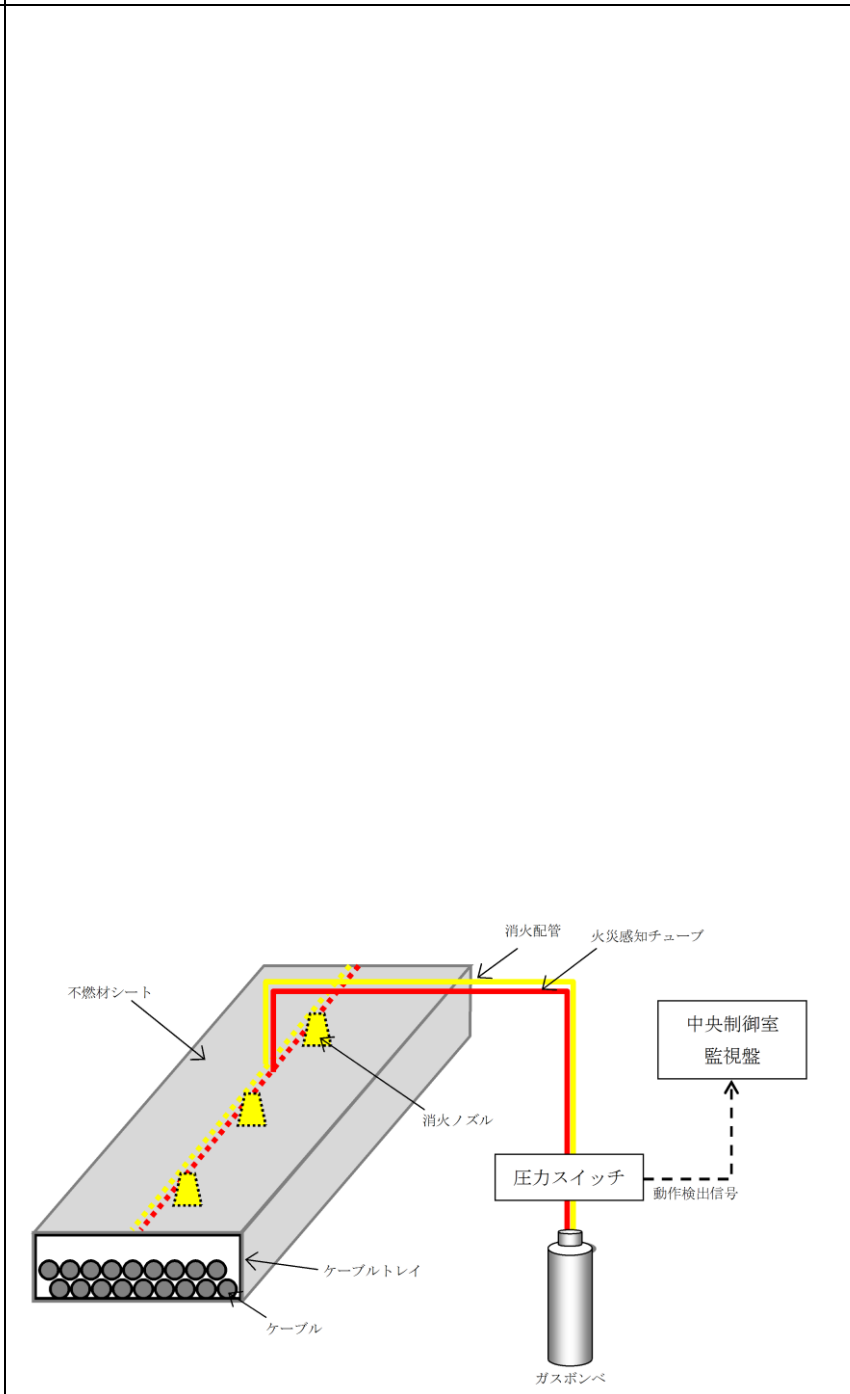 消火配管
火災感知チューブ
不燃材シート
中央制御室
監視盤
消火ノズル
圧力スイッチ
動作検出信号
ケーブルトレイ
ケーブル
ガスボンベ